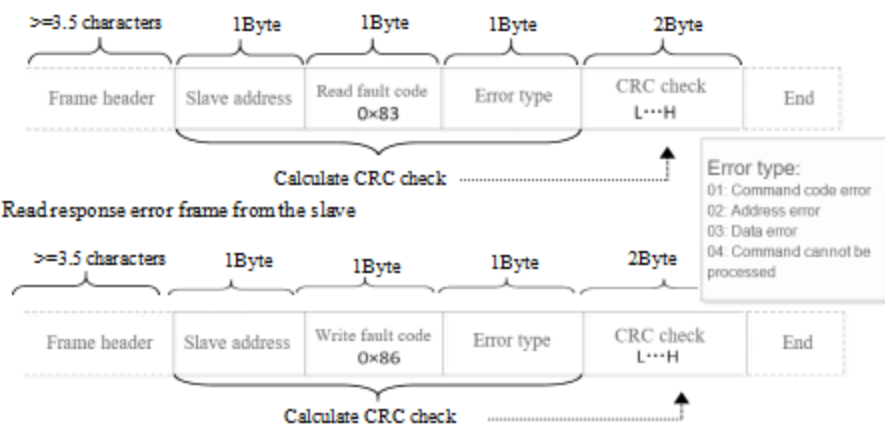 >=3.5 characters 1Byte 1Byte 1Byte 2Byte
Frame header Slave address Read fault code 0×83 Error type CRC check L···H End
Calculate CRC check
Error type:
01: Command code error
02: Address error
03: Data error
04: Command cannot be
processed
Read response error frame from the slave
>=3.5 characters 1Byte 1Byte 1Byte 2Byte
Frame header Slave address Write fault code 0×86 Error type CRC check L···H End
Calculate CRC check